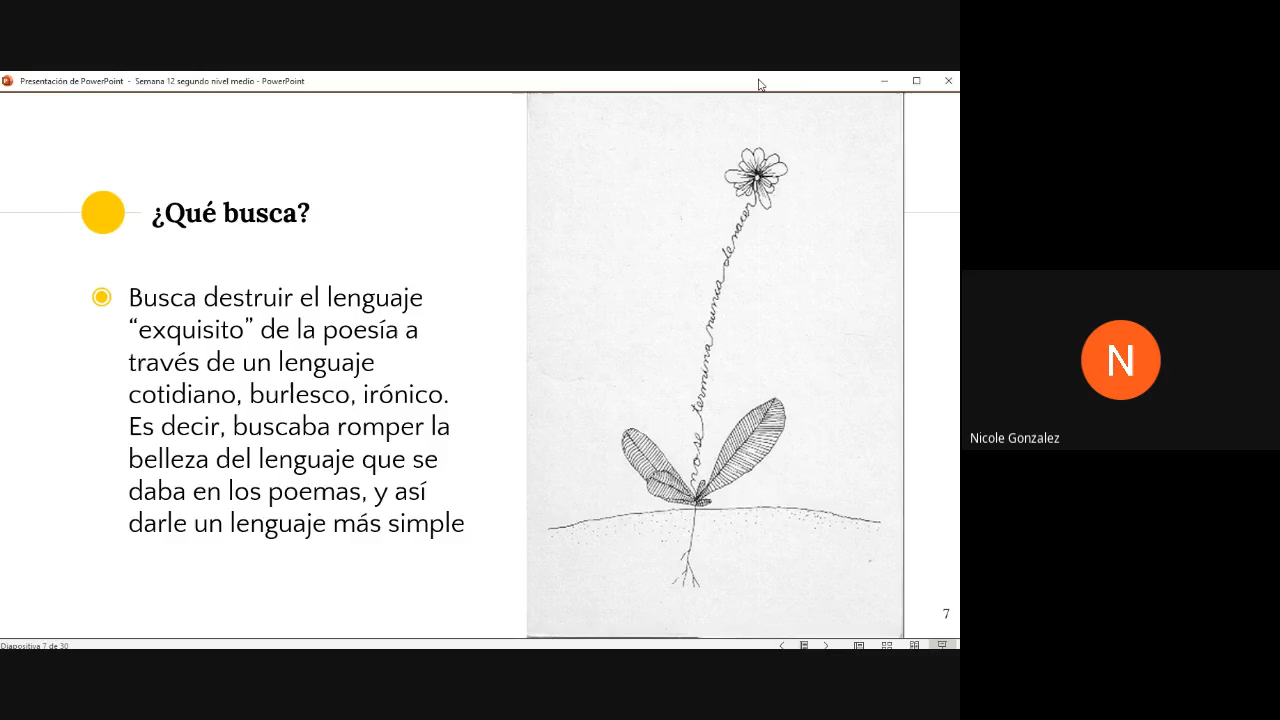 Presentación de PowerPoint - Semana 12 segundo nivel medio - PowerPoint
¿Qué busca?
Busca destruir el lenguaje
“exquisito” de la poesía a
través de un lenguaje
cotidiano, burlesco, irónico.
Es decir, buscaba romper la
belleza del lenguaje que se
daba en los poemas, y así
darle un lenguaje más simple
no se termina nunca de nacer
7
Diapositiva 7 de 30
N
Nicole Gonzalez